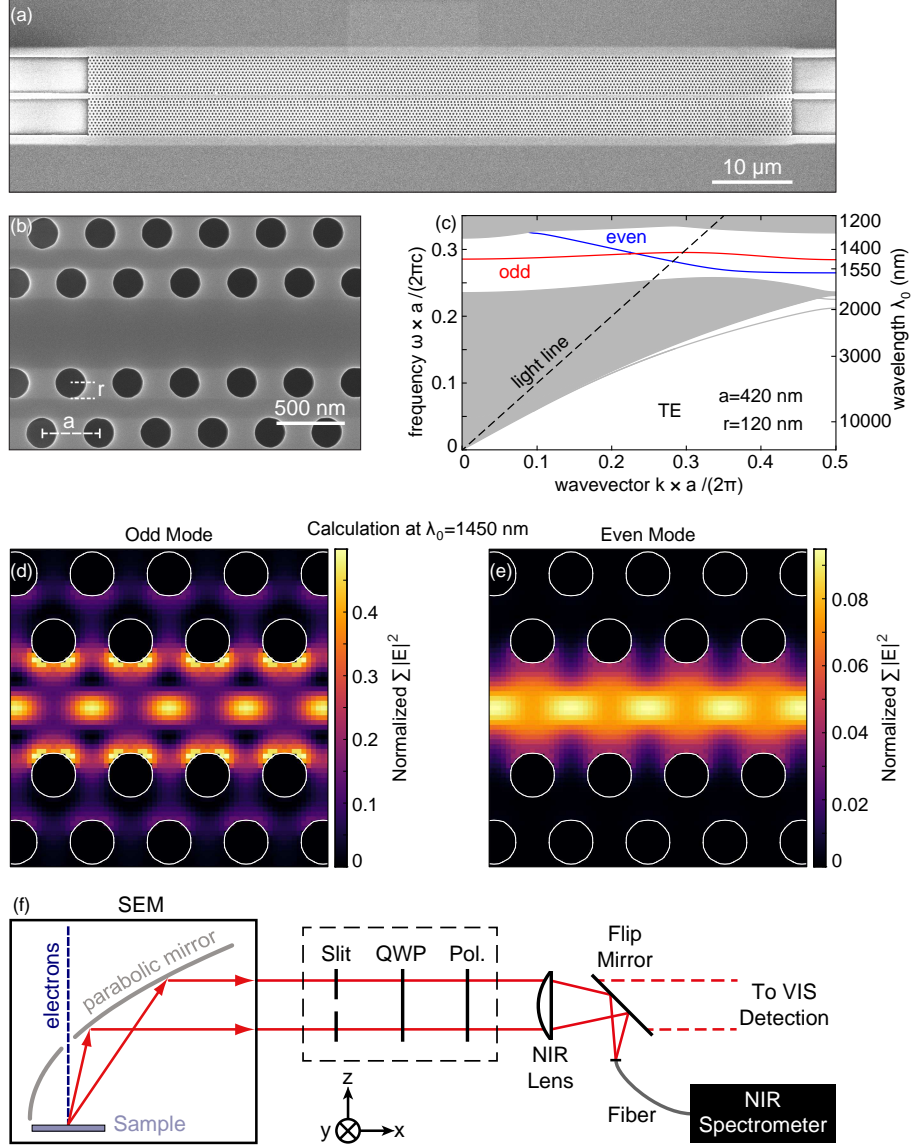 (a)
10 μm
(b)
r
a
500 nm
(c)
even
odd
light line
TE
a=420 nm
r=120 nm
frequency ω × a /(2πc)
0.3
0.2
0.1
0
0
0.1
0.2
0.3
0.4
0.5
wavevector k × a /(2π)
1200
1400
1550
2000
3000
10000
wavelength λ₀ (nm)
Calculation at λ₀=1450 nm
Odd Mode
Even Mode
(d)
0.4
0.3
0.2
0.1
0
Normalized ∑ |E|²
(e)
0.08
0.06
0.04
0.02
0
Normalized ∑ |E|²
(f)
SEM
electrons
parabolic mirror
Sample
Slit
QWP
Pol.
z
y
x
NIR
Lens
Flip
Mirror
To VIS
Detection
Fiber
NIR
Spectrometer